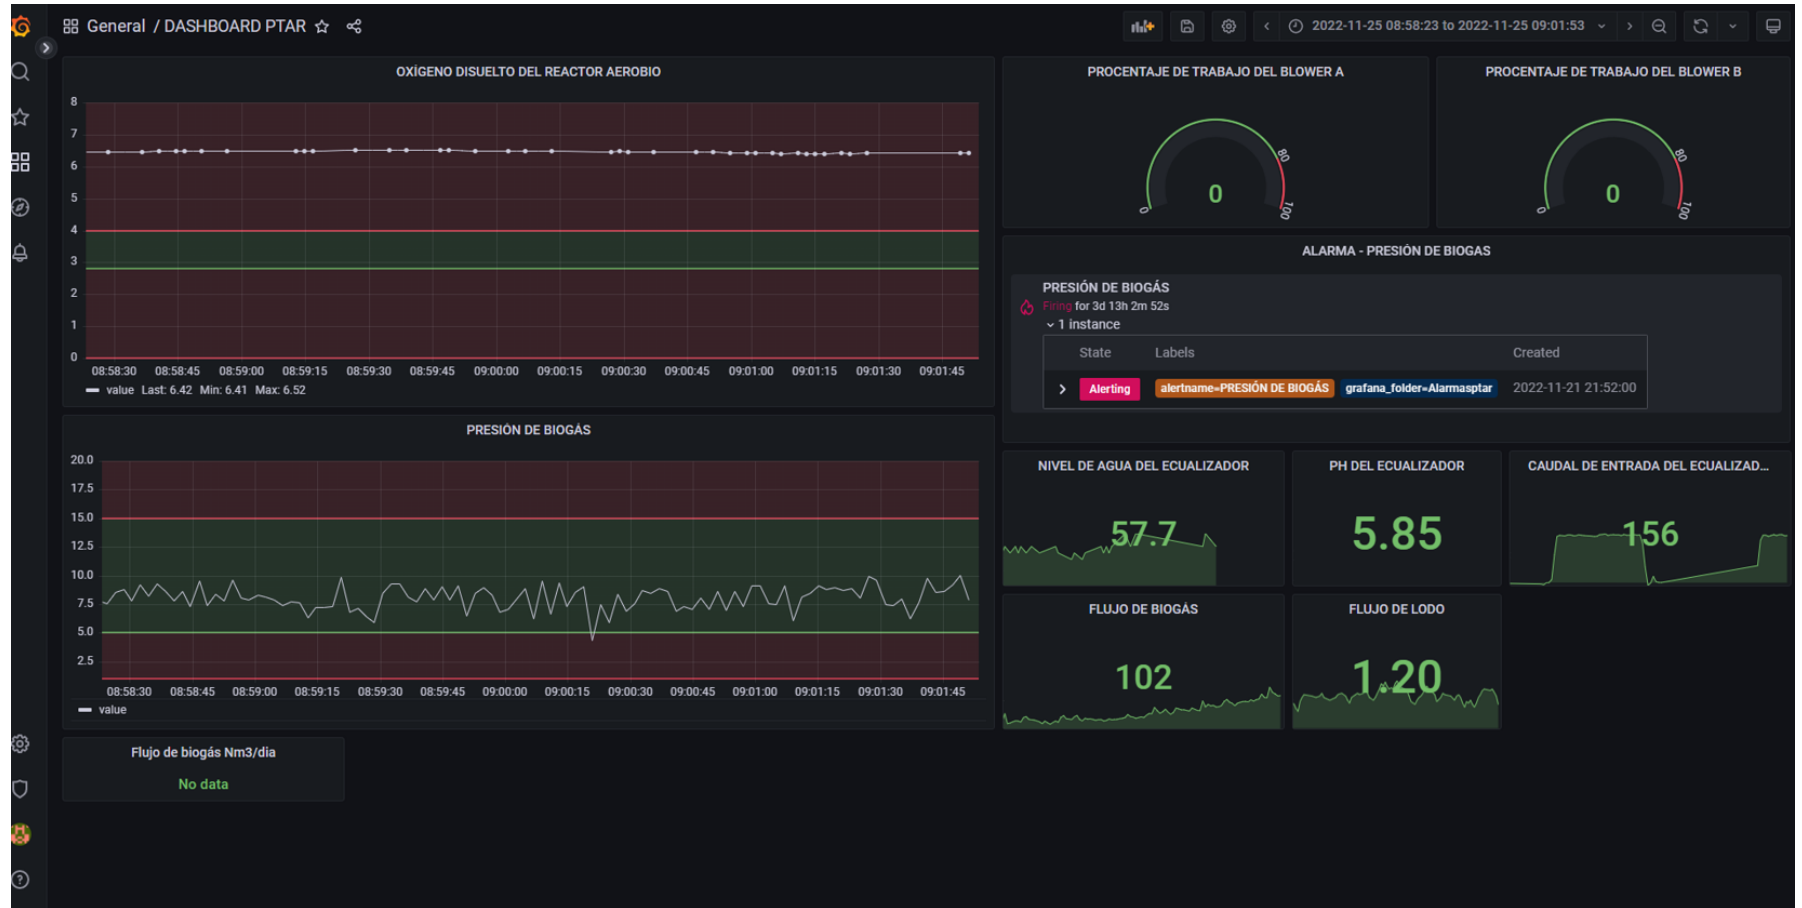 General / DASHBOARD PTAR
2022-11-25 08:58:23 to 2022-11-25 09:01:53
OXÍGENO DISUELTO DEL REACTOR AEROBIO
8
7
6
5
4
3
2
1
0
08:58:30 08:58:45 08:59:00 08:59:15 08:59:30 08:59:45 09:00:00 09:00:15 09:00:30 09:00:45 09:01:00 09:01:15 09:01:30 09:01:45
value Last: 6.42 Min: 6.41 Max: 6.52
PROCENTAJE DE TRABAJO DEL BLOWER A
0
80
100
0
PROCENTAJE DE TRABAJO DEL BLOWER B
0
80
100
0
ALARMA - PRESIÓN DE BIOGAS
PRESIÓN DE BIOGÁS
Firing for 3d 13h 2m 52s
1 instance
State Labels Created
Alerting alertname=PRESIÓN DE BIOGÁS grafana_folder=Alarmasptar 2022-11-21 21:52:00
PRESIÓN DE BIOGÁS
20.0
17.5
15.0
12.5
10.0
7.5
5.0
2.5
08:58:30 08:58:45 08:59:00 08:59:15 08:59:30 08:59:45 09:00:00 09:00:15 09:00:30 09:00:45 09:01:00 09:01:15 09:01:30 09:01:45
value
NIVEL DE AGUA DEL ECUALIZADOR
57.7
PH DEL ECUALIZADOR
5.85
CAUDAL DE ENTRADA DEL ECUALIZAD...
156
FLUJO DE BIOGÁS
102
FLUJO DE LODO
1.20
Flujo de biogás Nm3/dia
No data